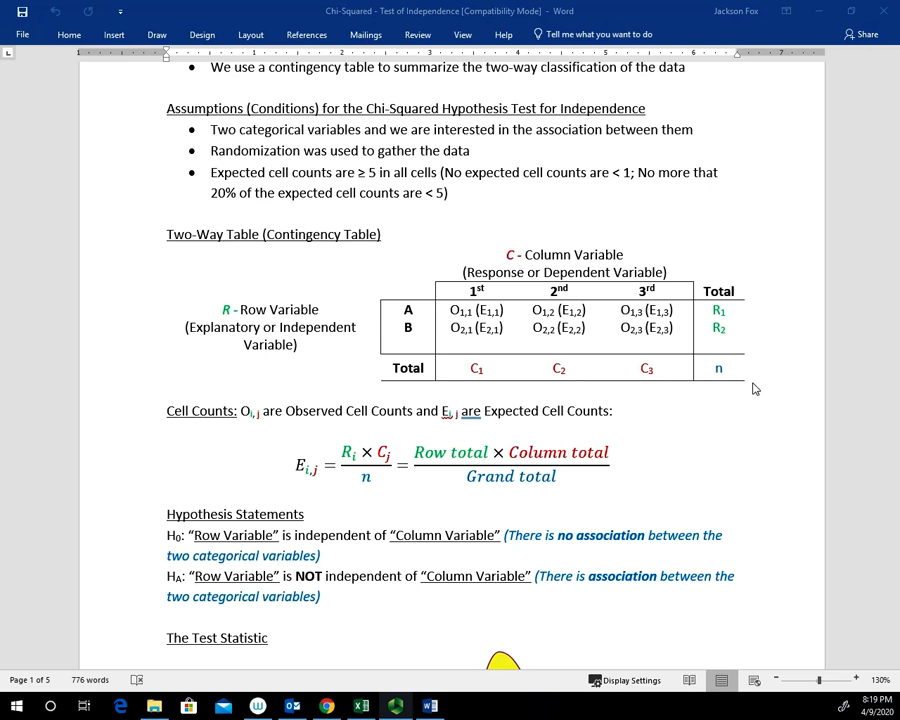 Chi-Squared - Test of Independence [Compatibility Mode] - Word
Jackson Fox
File Home Insert Draw Design Layout References Mailings Review View Help Tell me what you want to do Share
1 1 2 3 4 5 6 7
• We use a contingency table to summarize the two-way classification of the data
Assumptions (Conditions) for the Chi-Squared Hypothesis Test for Independence
• Two categorical variables and we are interested in the association between them
• Randomization was used to gather the data
• Expected cell counts are ≥ 5 in all cells (No expected cell counts are < 1; No more that
20% of the expected cell counts are < 5)
Two-Way Table (Contingency Table)
C - Column Variable
(Response or Dependent Variable)
1st 2nd 3rd Total
R - Row Variable
(Explanatory or Independent
Variable)
A O1,1 (E1,1) O1,2 (E1,2) O1,3 (E1,3) R1
B O2,1 (E2,1) O2,2 (E2,2) O2,3 (E2,3) R2
Total C1 C2 C3 n
Cell Counts: Oi,j are Observed Cell Counts and Ei,j are Expected Cell Counts:
Ei,j = Ri × Cj / n = Row total × Column total / Grand total
Hypothesis Statements
H0: “Row Variable” is independent of “Column Variable” (There is no association between the
two categorical variables)
HA: “Row Variable” is NOT independent of “Column Variable” (There is association between the
two categorical variables)
The Test Statistic
Page 1 of 5 776 words Display Settings 130%
8:19 PM
4/9/2020